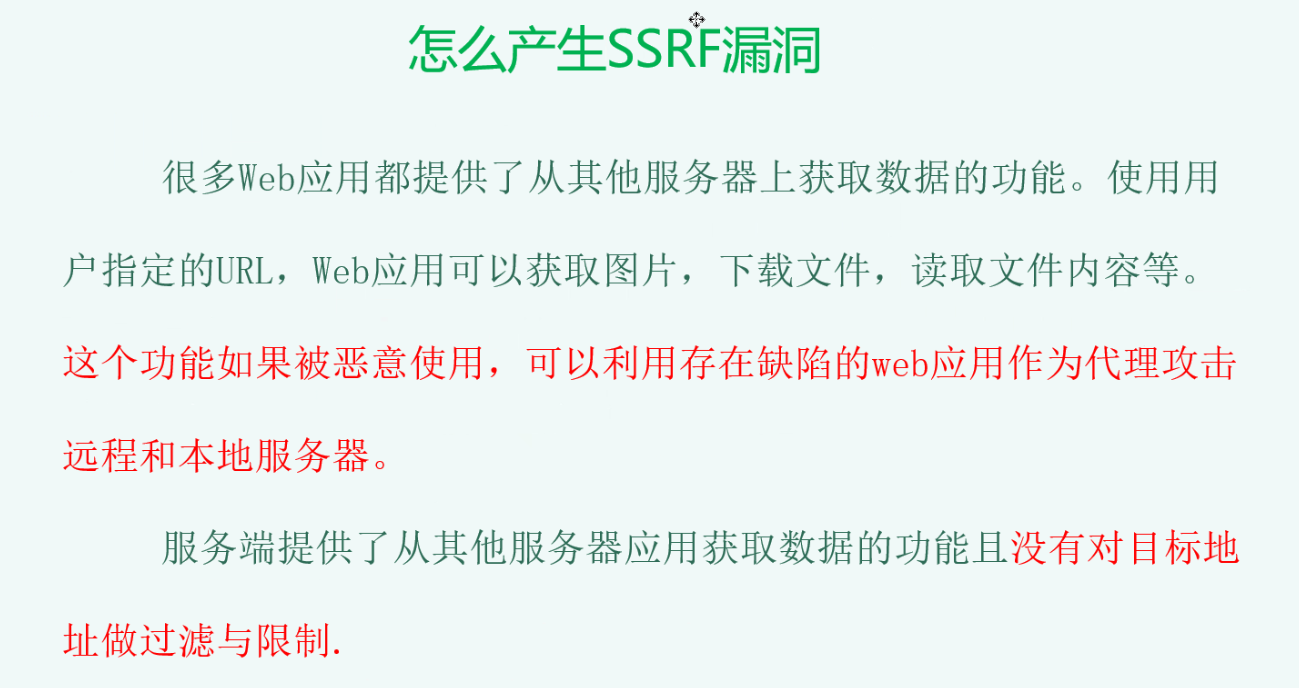 怎么产生SSRF漏洞
很多Web应用都提供了从其他服务器上获取数据的功能。使用用
户指定的URL，Web应用可以获取图片，下载文件，读取文件内容等。
这个功能如果被恶意使用，可以利用存在缺陷的web应用作为代理攻击
远程和本地服务器。
服务端提供了从其他服务器应用获取数据的功能且没有对目标地
址做过滤与限制.